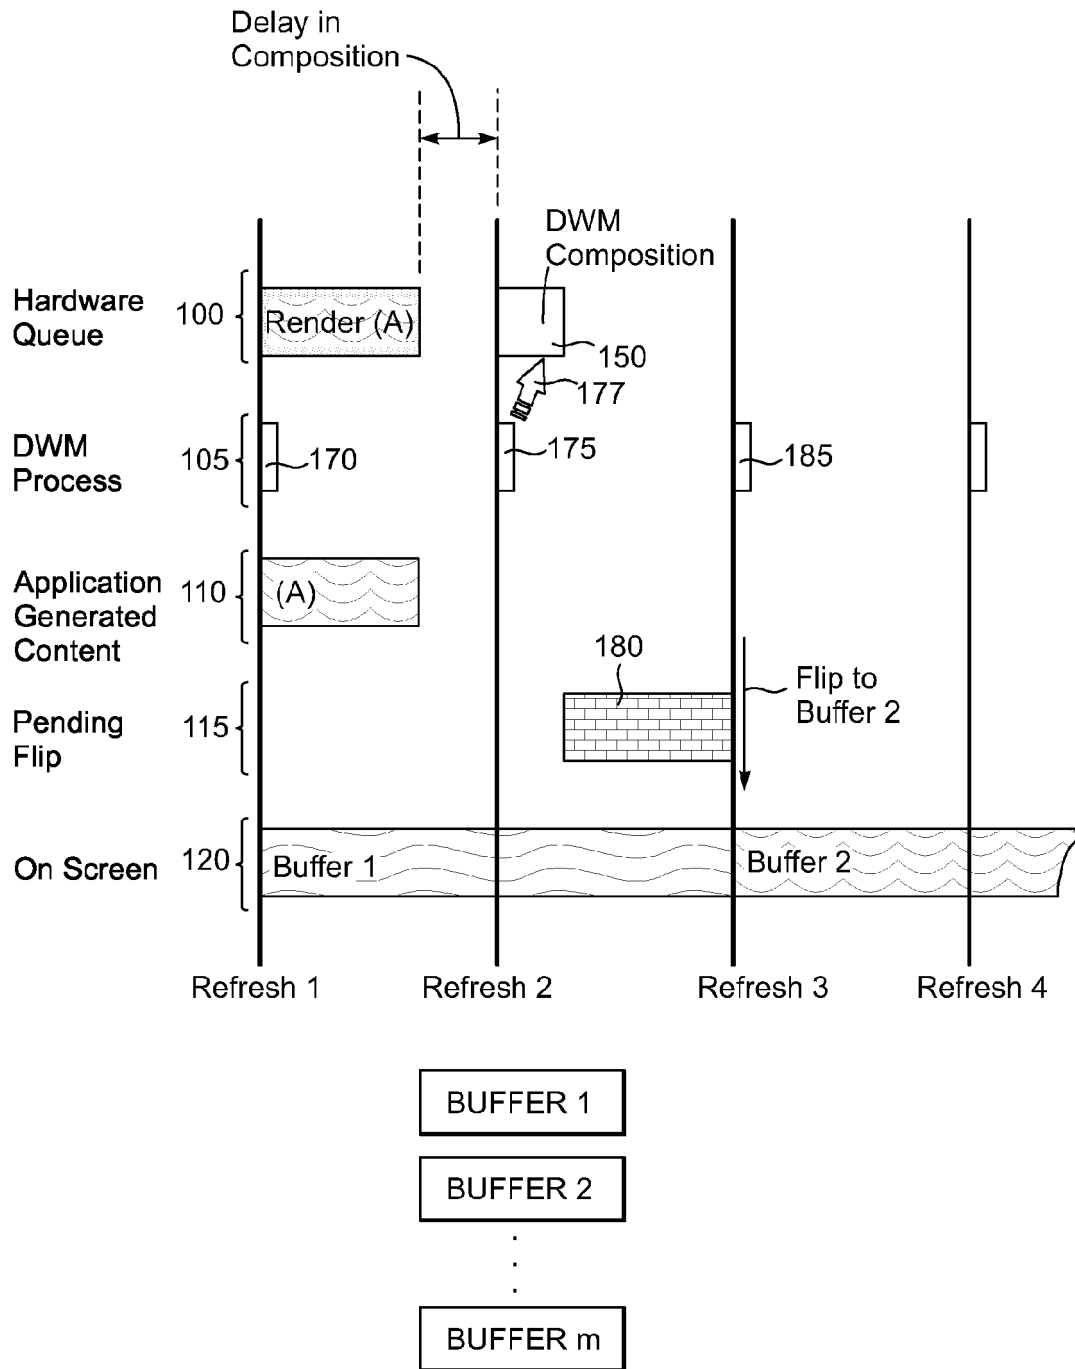 Delay in
Composition
DWM
Composition
Hardware
Queue
100
Render (A)
150
177
DWM
Process
105
170
175
185
Application
Generated
Content
110
(A)
180
Flip to
Buffer 2
Pending
Flip
115
On Screen
120
Buffer 1
Buffer 2
Refresh 1
Refresh 2
Refresh 3
Refresh 4
BUFFER 1
BUFFER 2
BUFFER m